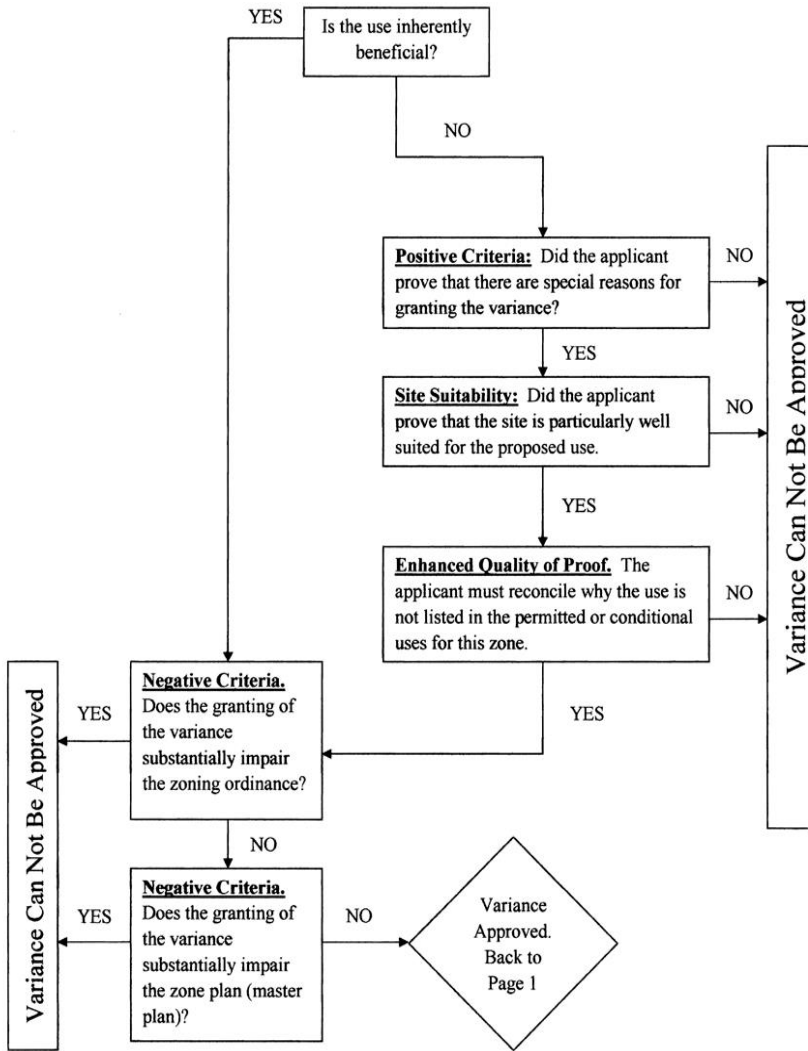 YES
Is the use inherently
beneficial?
NO
Positive Criteria: Did the applicant
prove that there are special reasons for
granting the variance?
NO
YES
Site Suitability: Did the applicant
prove that the site is particularly well
suited for the proposed use.
NO
YES
Enhanced Quality of Proof. The
applicant must reconcile why the use is
not listed in the permitted or conditional
uses for this zone.
NO
YES
Variance Can Not Be Approved
Negative Criteria.
Does the granting of
the variance
substantially impair
the zoning ordinance?
YES
NO
Negative Criteria.
Does the granting of
the variance
substantially impair
the zone plan (master
plan)?
YES
NO
Variance Can Not Be Approved
Variance
Approved.
Back to
Page 1